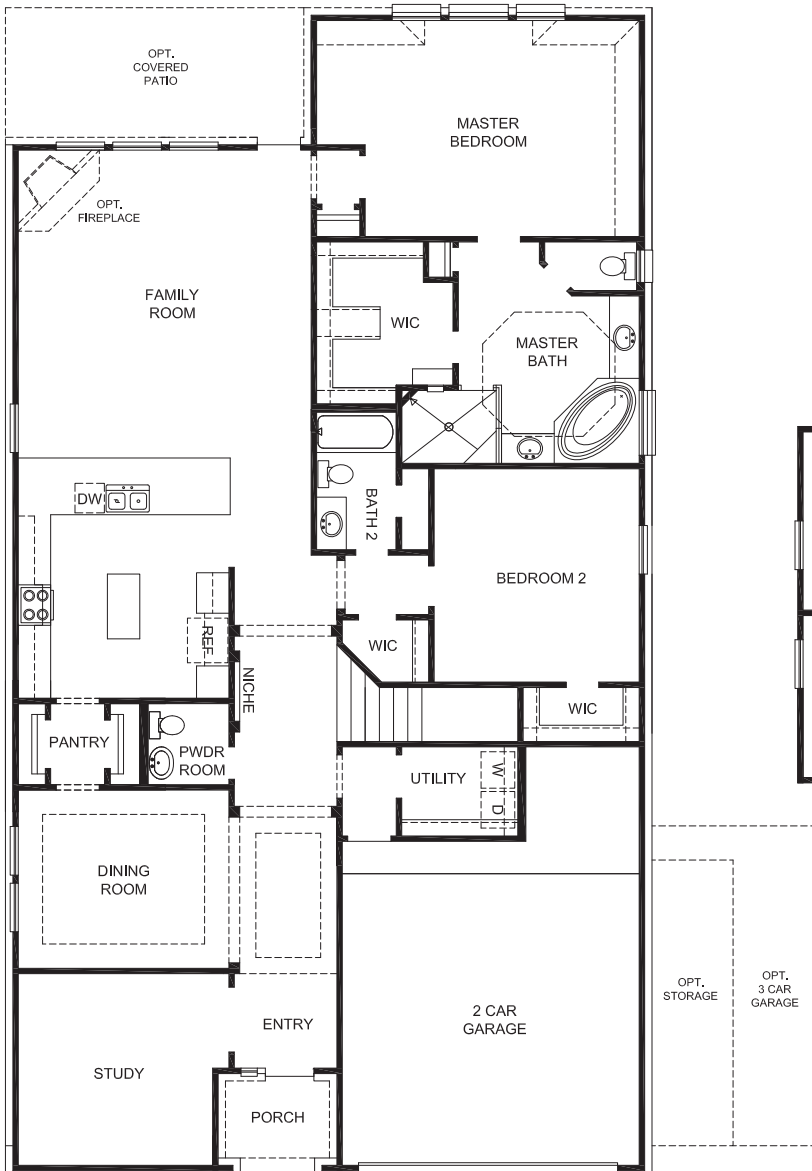 OPT.
COVERED
PATIO
MASTER
BEDROOM
OPT.
FIREPLACE
FAMILY
ROOM
WIC
MASTER
BATH
DW
BATH 2
BEDROOM 2
REF
WIC
NICHE
WIC
PANTRY
PWDR
ROOM
UTILITY
W
D
DINING
ROOM
OPT.
STORAGE
OPT.
3 CAR
GARAGE
2 CAR
GARAGE
ENTRY
STUDY
PORCH